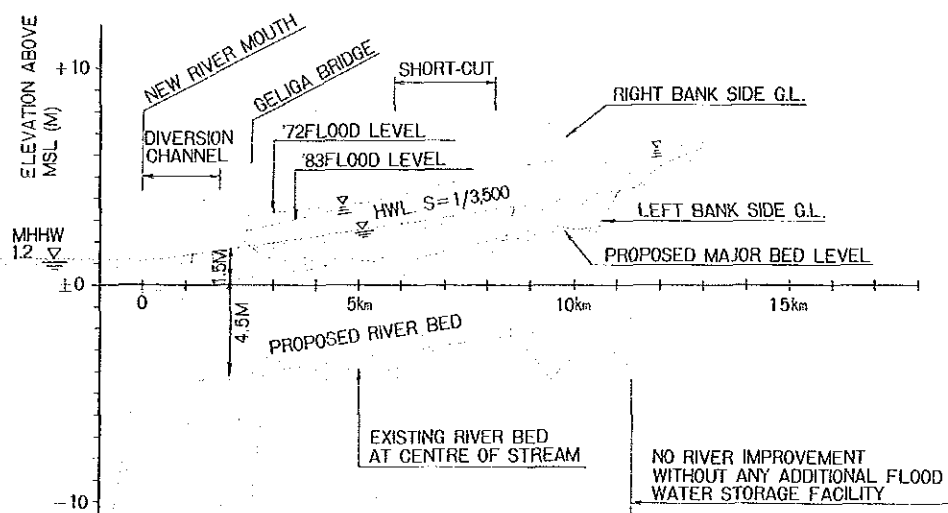 ELEVATION ABOVE
MSL (M)
+10
NEW RIVER MOUTH
GELIGA BRIDGE
SHORT-CUT
RIGHT BANK SIDE G.L.
DIVERSION
CHANNEL
'72FLOOD LEVEL
'83FLOOD LEVEL
HWL S=1/3,500
LEFT BANK SIDE G.L.
MHHW
1.2
PROPOSED MAJOR BED LEVEL
±0
1.5M
0
5km
10km
15km
4.5M
PROPOSED RIVER BED
EXISTING RIVER BED
AT CENTRE OF STREAM
NO RIVER IMPROVEMENT
WITHOUT ANY ADDITIONAL FLOOD
WATER STORAGE FACILITY
-10